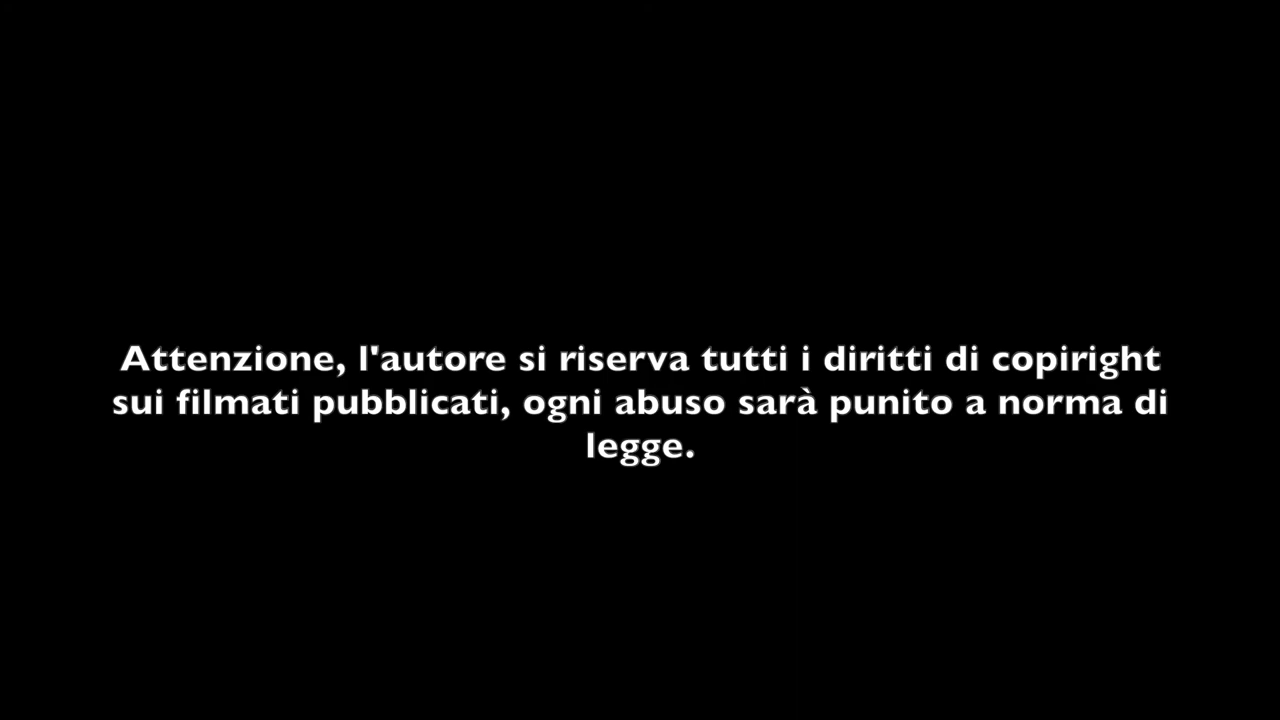 Attenzione, l'autore si riserva tutti i diritti di copiright
sui filmati pubblicati, ogni abuso sarà punito a norma di
legge.